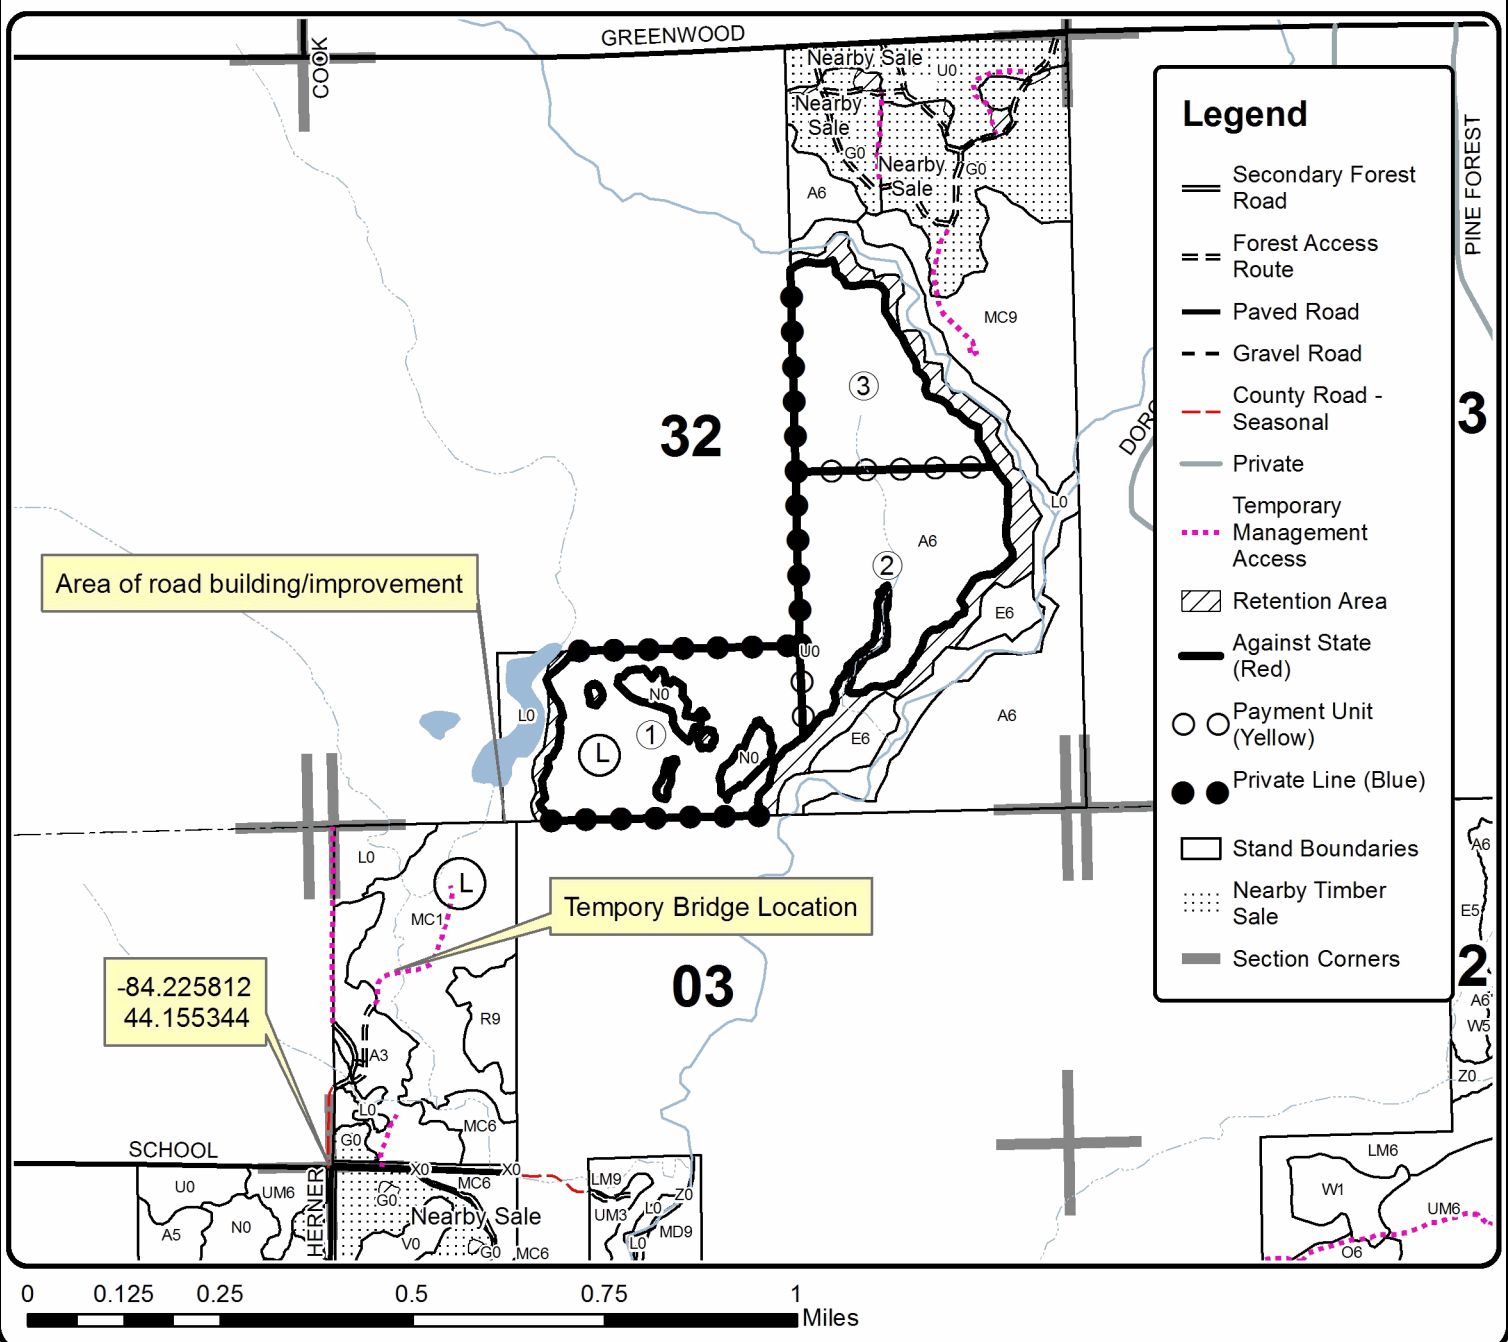 GREENWOOD
COOK
Nearby Sale
U0
Nearby
Sale
G0
Nearby
Sale
G0
A6
MC9
PINE FOREST
Legend
Secondary Forest
Road
Forest Access
Route
Paved Road
Gravel Road
County Road -
Seasonal
Private
Temporary
Management
Access
Retention Area
Against State
(Red)
Payment Unit
(Yellow)
Private Line (Blue)
Stand Boundaries
Nearby Timber
Sale
Section Corners
3
32
3
L0
A6
2
E6
Area of road building/improvement
U0
N0
L0
1
L
N0
E6
A6
L0
L
MC1
Tempory Bridge Location
-84.225812
44.155344
03
R9
A3
L0
G0
MC6
SCHOOL
HERNER
X0
X0
MC6
U0
UM6
A5
N0
G0
Nearby Sale
V0
G0
MC6
LM9
UM3
L0
Z0
MD9
L0
A6
E5
2
A6
W5
Z0
LM6
W1
UM6
O6
0
0.125
0.25
0.5
0.75
1
Miles